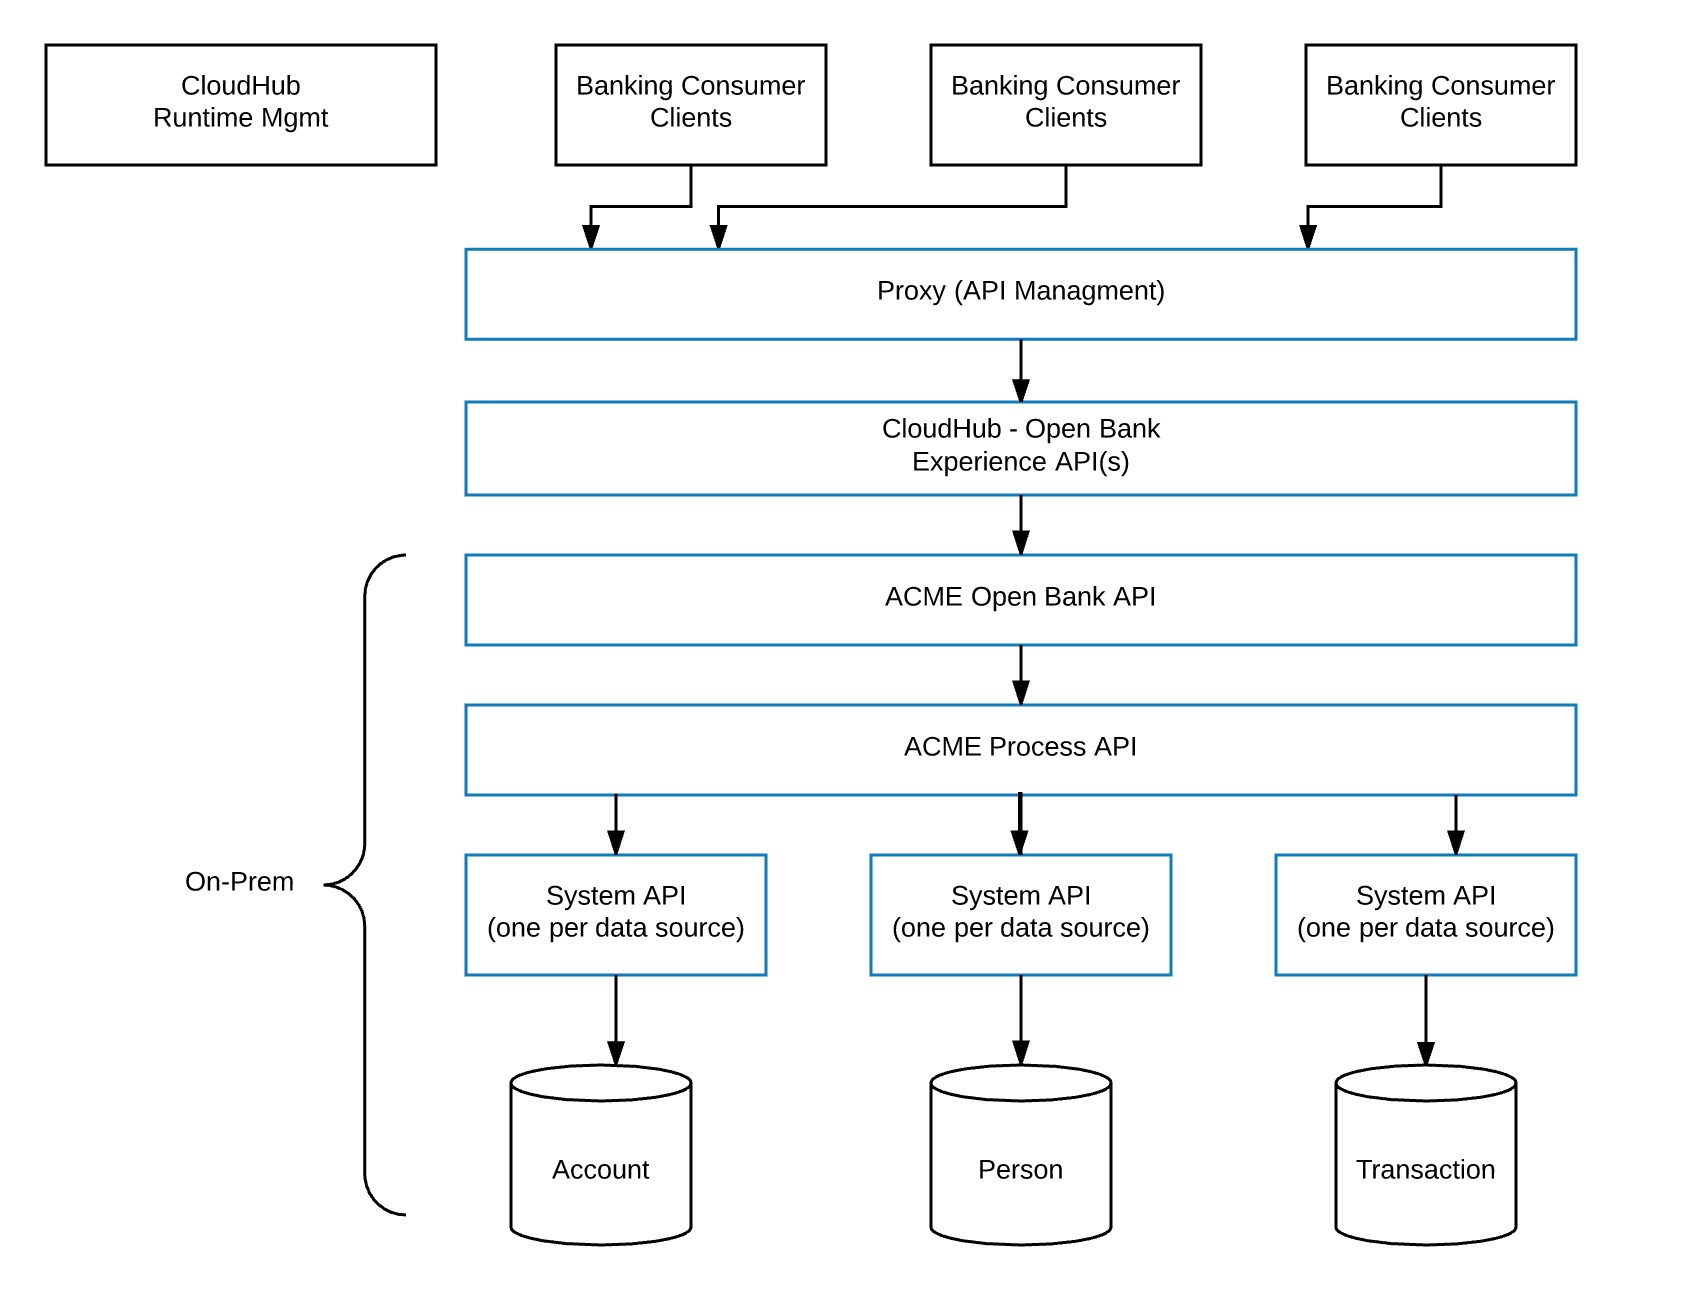 CloudHub
Runtime Mgmt
Banking Consumer
Clients
Banking Consumer
Clients
Banking Consumer
Clients
Proxy (API Managment)
CloudHub - Open Bank
Experience API(s)
ACME Open Bank API
ACME Process API
On-Prem
System API
(one per data source)
System API
(one per data source)
System API
(one per data source)
Account
Person
Transaction